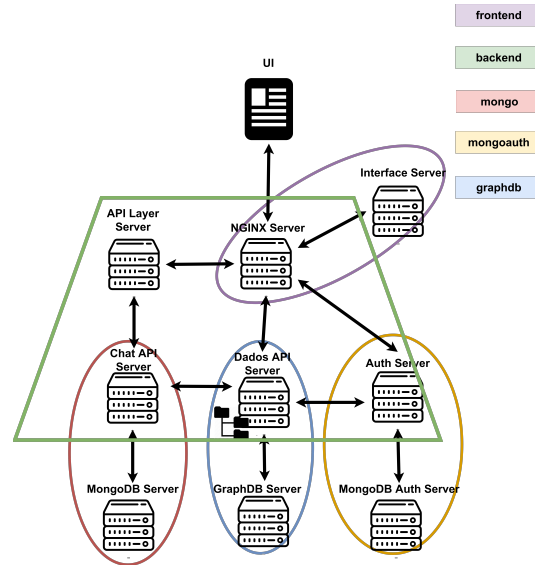 frontend
backend
mongo
mongoauth
graphdb
UI
Interface Server
API Layer
Server
NGINX Server
Chat API
Server
Dados API
Server
Auth Server
MongoDB Server
GraphDB Server
MongoDB Auth Server